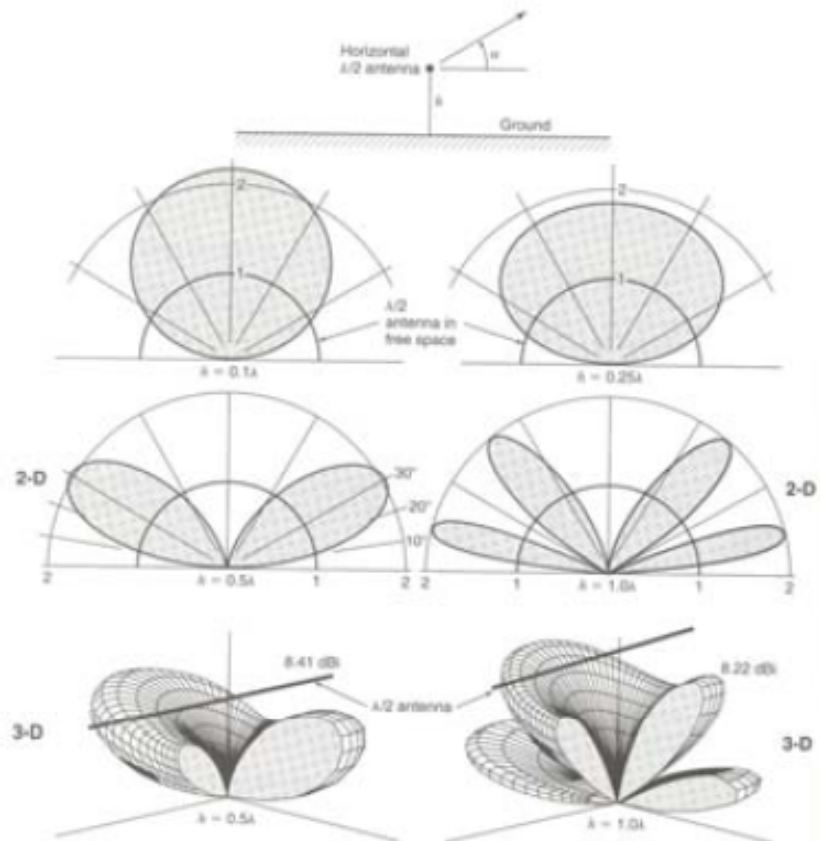 Horizontal
λ/2 antenna
α
h
Ground
2
1
λ/2
antenna in
free space
h = 0.1λ
2
1
h = 0.25λ
2-D
30°
20°
10°
2
h = 0.5λ
1
2
2-D
2
1
h = 1.0λ
1
2
3-D
8.41 dBi
λ/2 antenna
h = 0.5λ
8.22 dBi
3-D
h = 1.0λ